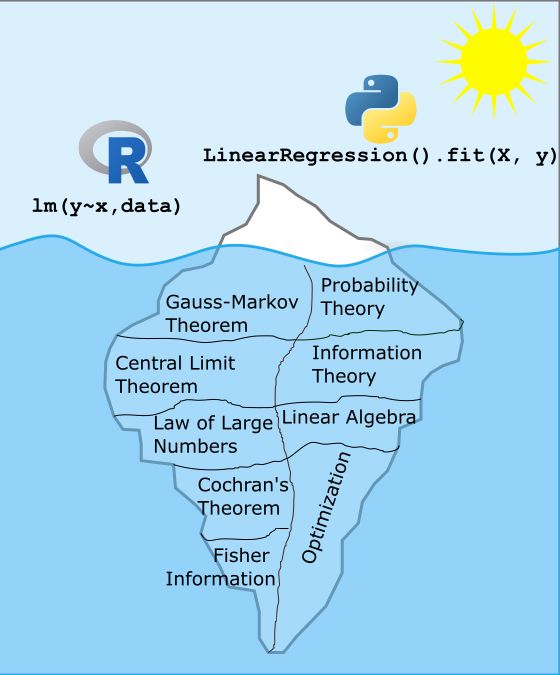 R
LinearRegression().fit(X, y)
lm(y~x,data)
Gauss-Markov
Theorem
Probability
Theory
Central Limit
Theorem
Information
Theory
Law of Large
Numbers
Linear Algebra
Cochran's
Theorem
Optimization
Fisher
Information